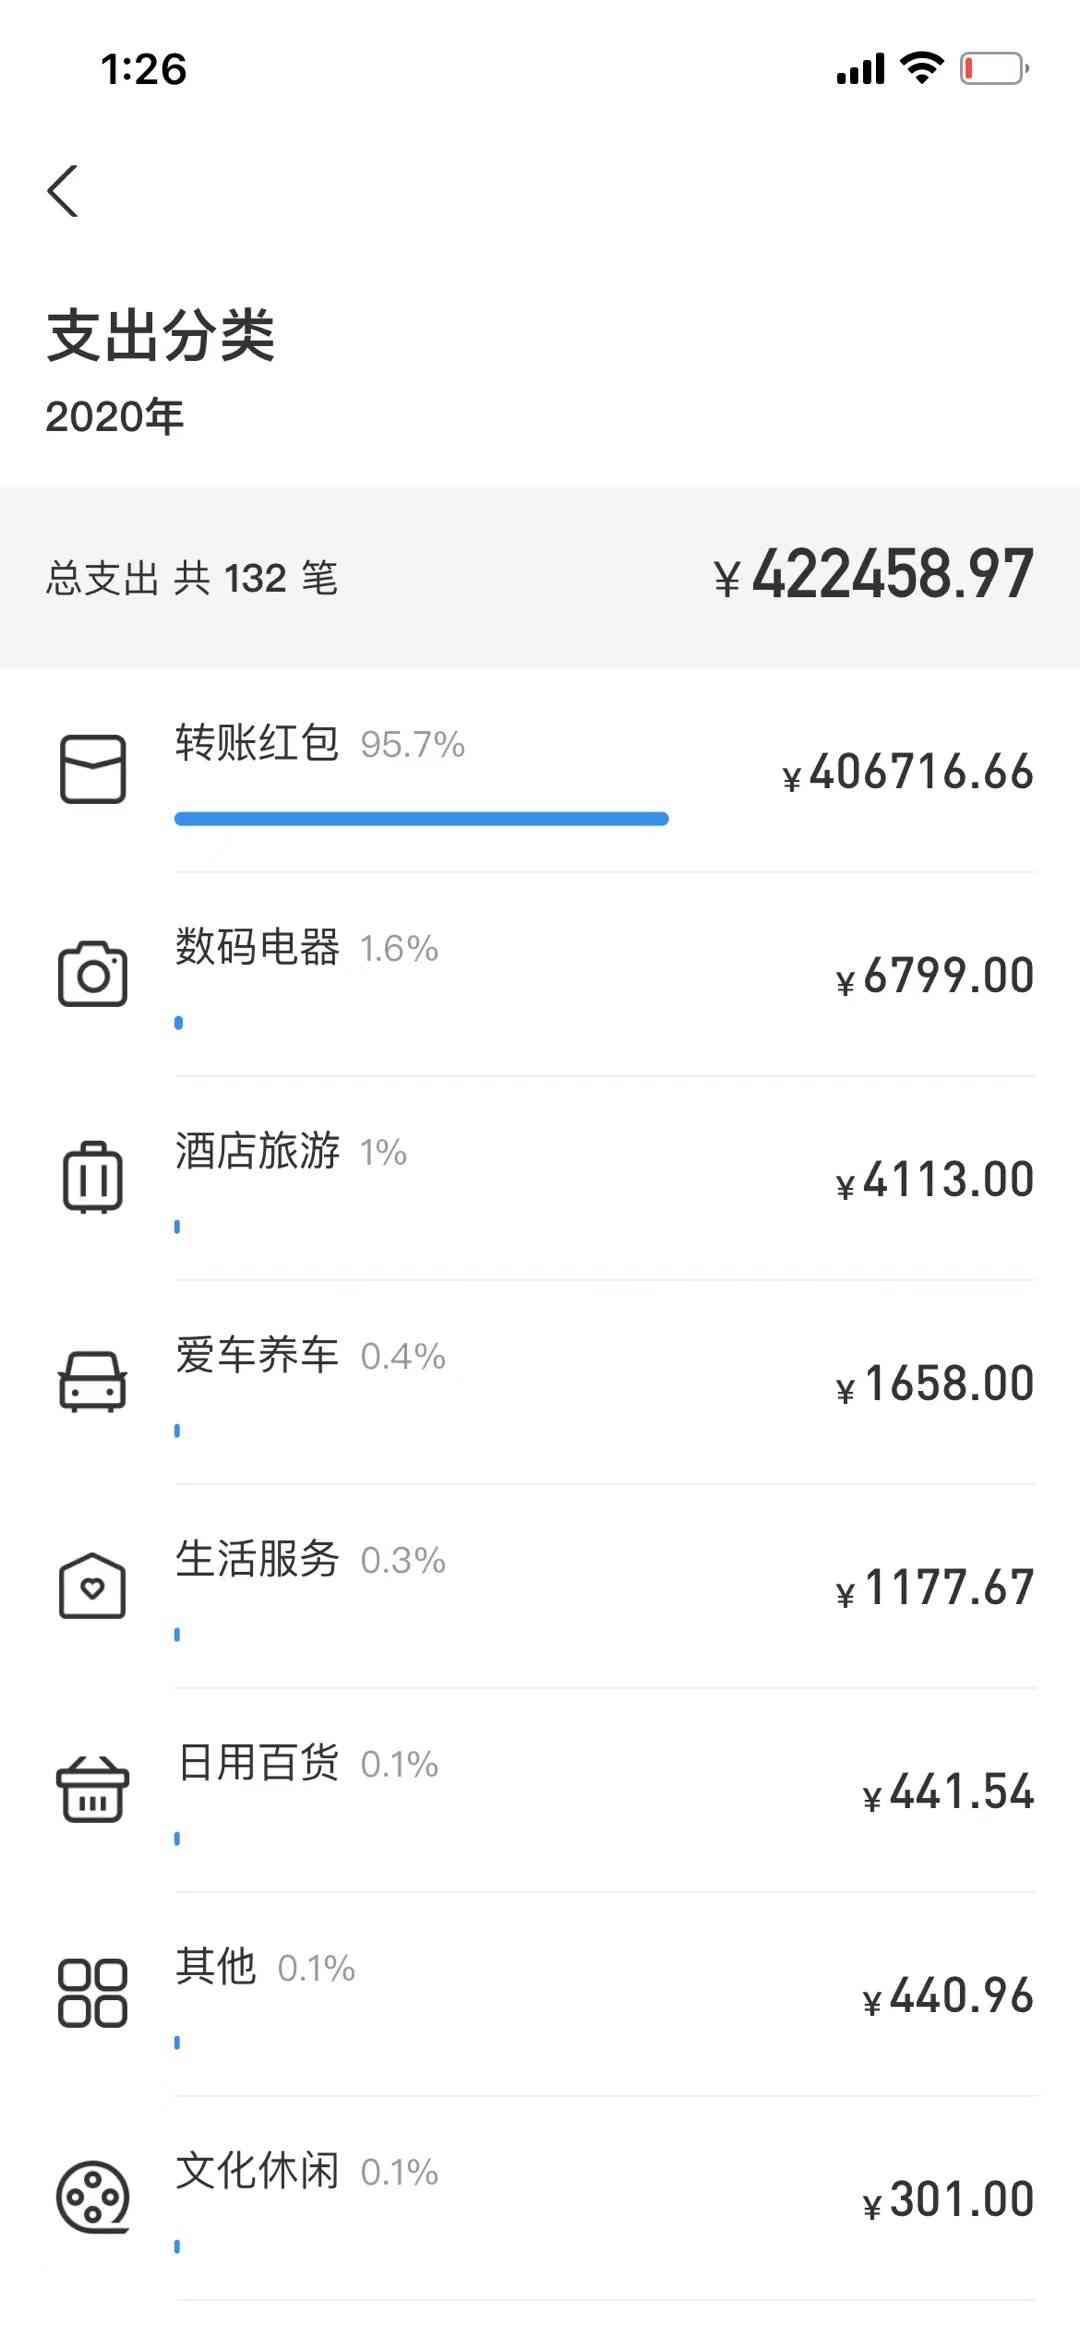 1:26
支出分类
2020年
总支出 共 132 笔 ¥422458.97
转账红包 95.7% ¥406716.66
数码电器 1.6% ¥6799.00
酒店旅游 1% ¥4113.00
爱车养车 0.4% ¥1658.00
生活服务 0.3% ¥1177.67
日用百货 0.1% ¥441.54
其他 0.1% ¥440.96
文化休闲 0.1% ¥301.00